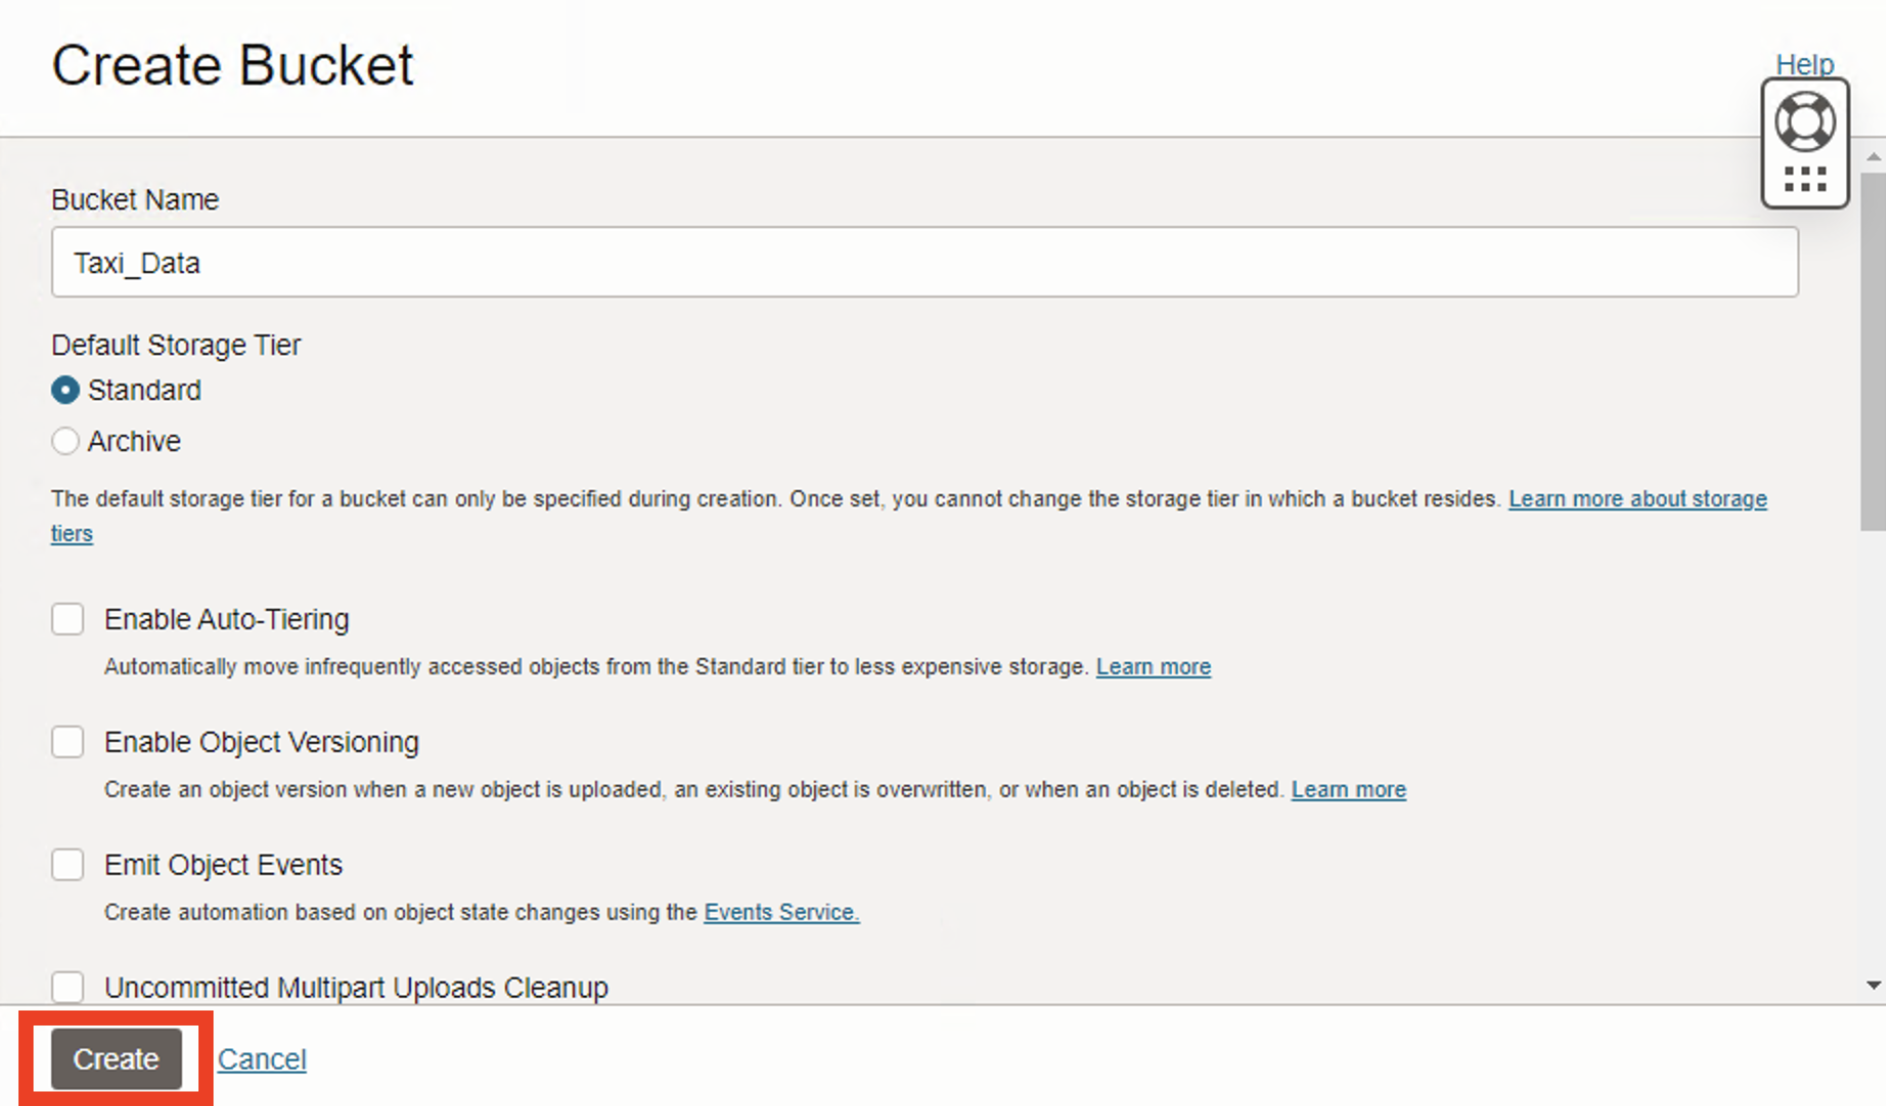 Create Bucket
Help
Bucket Name
Taxi_Data
Default Storage Tier
Standard
Archive
The default storage tier for a bucket can only be specified during creation. Once set, you cannot change the storage tier in which a bucket resides. Learn more about storage
tiers
Enable Auto-Tiering
Automatically move infrequently accessed objects from the Standard tier to less expensive storage. Learn more
Enable Object Versioning
Create an object version when a new object is uploaded, an existing object is overwritten, or when an object is deleted. Learn more
Emit Object Events
Create automation based on object state changes using the Events Service.
Uncommitted Multipart Uploads Cleanup
Create Cancel